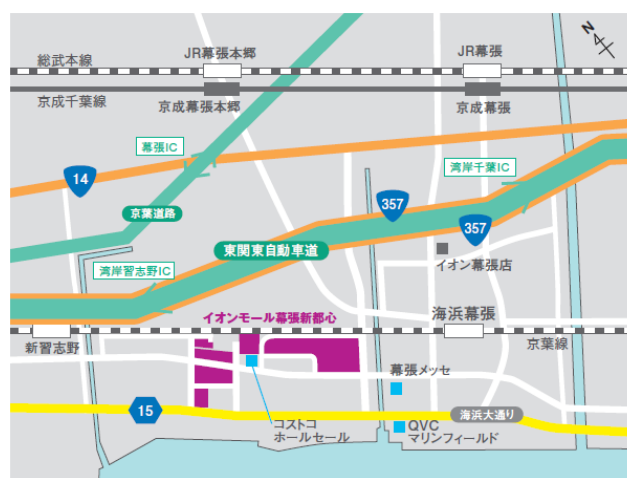 総武本線
JR幕張本郷
JR幕張
N
京成千葉線
京成幕張本郷
京成幕張
幕張IC
湾岸千葉IC
14
京葉道路
357
357
東関東自動車道
イオン幕張店
湾岸習志野IC
イオンモール幕張新都心
海浜幕張
新習志野
京葉線
幕張メッセ
15
海浜大通り
コストコ
ホールセール
QVC
マリンフィールド